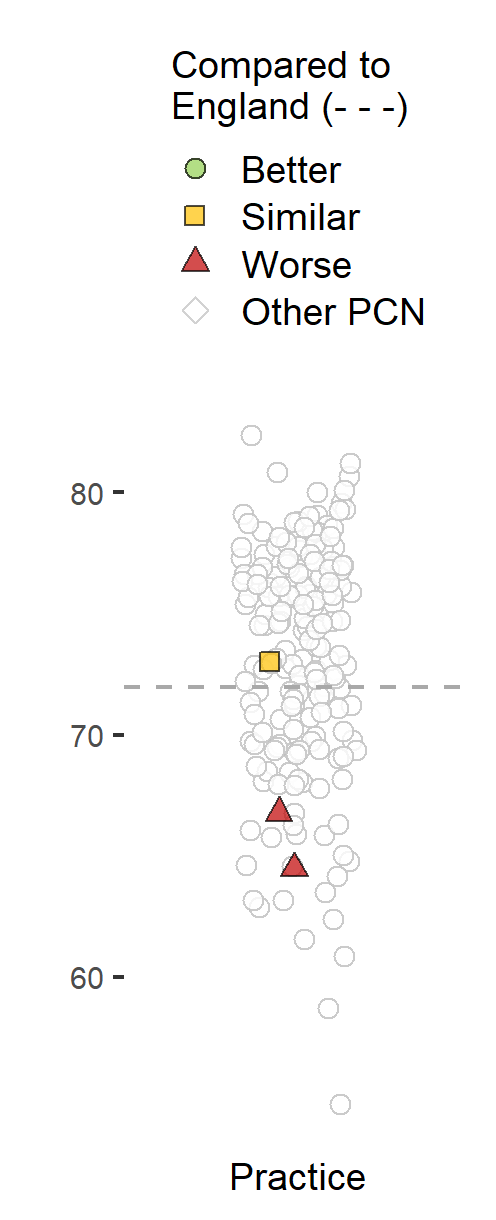 Compared to
England (- - -)
Better
Similar
Worse
Other PCN
80
70
60
Practice